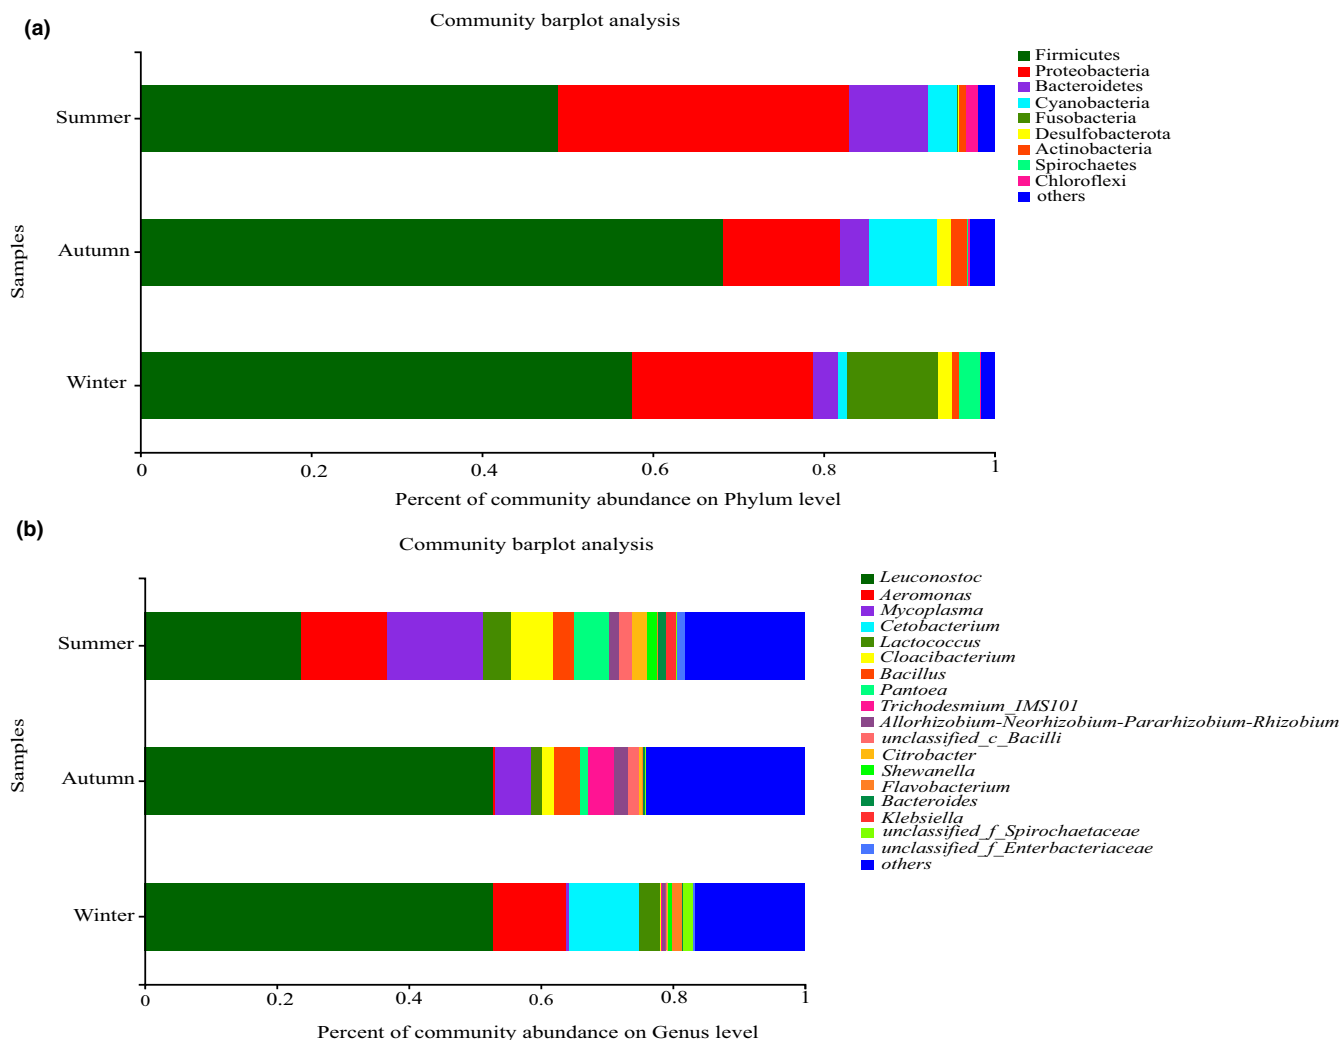 (a)
Community barplot analysis
Firmicutes
Proteobacteria
Bacteroidetes
Cyanobacteria
Fusobacteria
Desulfobacterota
Actinobacteria
Spirochaetes
Chloroflexi
others
Samples
Summer
Autumn
Winter
0 0.2 0.4 0.6 0.8 1
Percent of community abundance on Phylum level
(b)
Community barplot analysis
Leuconostoc
Aeromonas
Mycoplasma
Cetobacterium
Lactococcus
Cloacibacterium
Bacillus
Pantoea
Trichodesmium_IMS101
Allorhizobium-Neorhizobium-Pararhizobium-Rhizobium
unclassified_c_Bacilli
Citrobacter
Shewanella
Flavobacterium
Bacteroides
Klebsiella
unclassified_f_Spirochaetaceae
unclassified_f_Enterbacteriaceae
others
Samples
Summer
Autumn
Winter
0 0.2 0.4 0.6 0.8 1
Percent of community abundance on Genus level